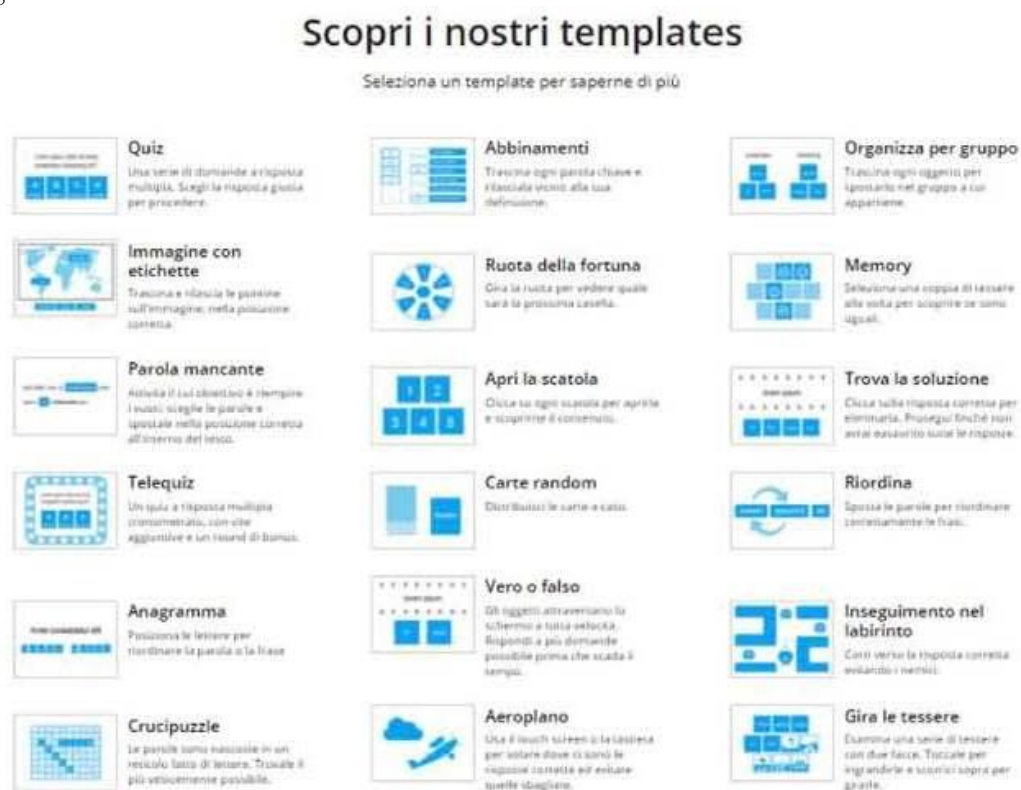 Scopri i nostri templates
Seleziona un template per saperne di più
Quiz
Una serie di domande a risposta
multipla. Scegli la risposta giusta
per procedere.
Abbinamenti
Trascina ogni parola chiave e
rilasciala vicino alla sua
definizione.
Organizza per gruppo
Trascina ogni oggetto per
spostarlo nel gruppo a cui
appartiene.
Immagine con
etichette
Trascina e rilascia le puntine
sull'immagine, nella posizione
corretta.
Ruota della fortuna
Gira la ruota per vedere quale
sarà la prossima casella.
Memory
Seleziona una coppia di tessere
alla volta per scoprire se sono
uguali.
Parola mancante
Attività il cui obiettivo è riempire
i vuoti: scegli le parole e
spostale nella posizione corretta
all'interno del testo.
Apri la scatola
Clicca su ogni scatola per aprirla
e scoprirne il contenuto.
1 2
3 4 5
Trova la soluzione
Clicca sulla risposta corretta per
eliminarla. Prosegui finché non
avrai esaurito tutte le risposte.
Telequiz
Un quiz a risposta multipla
cronometrato, con vite
aggiuntive e un round di bonus.
Carte random
Distribuisci le carte a caso.
Riordina
Sposta le parole per riordinare
correttamente le frasi.
Anagramma
Posiziona le lettere per
riordinare la parola o la frase
Vero o falso
Gli oggetti attraversano lo
schermo a tutta velocità.
Rispondi a più domande
possibile prima che scada il
tempo.
Inseguimento nel
labirinto
Corri verso la risposta corretta
evitando i nemici.
Crucipuzzle
Le parole sono nascoste in un
reticolo fatto di lettere. Trovale il
più velocemente possibile.
Aeroplano
Usa il touch screen o la tastiera
per volare dove ci sono le
risposte corrette ed evitare
quelle sbagliate.
Gira le tessere
Esamina una serie di tessere
con due facce. Toccale per
ingrandirle e scorrici sopra per
girarle.